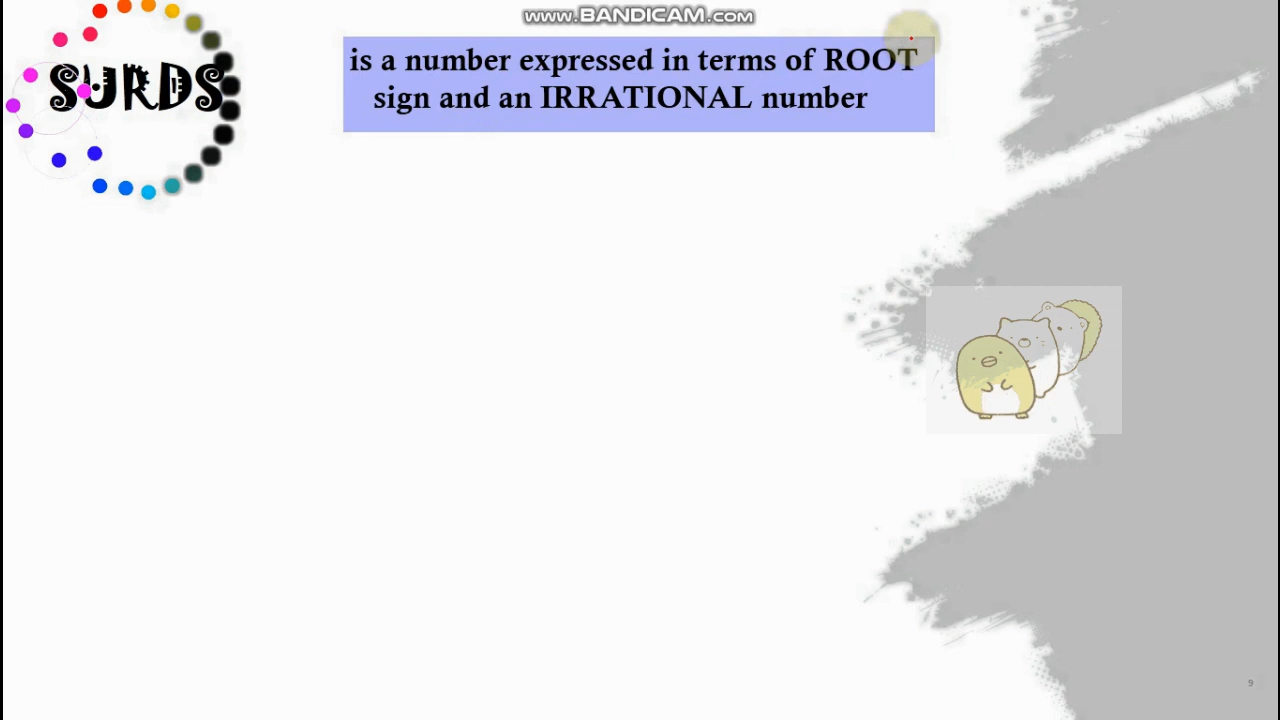 www.BANDICAM.com
SURDS
is a number expressed in terms of ROOT
sign and an IRRATIONAL number
9